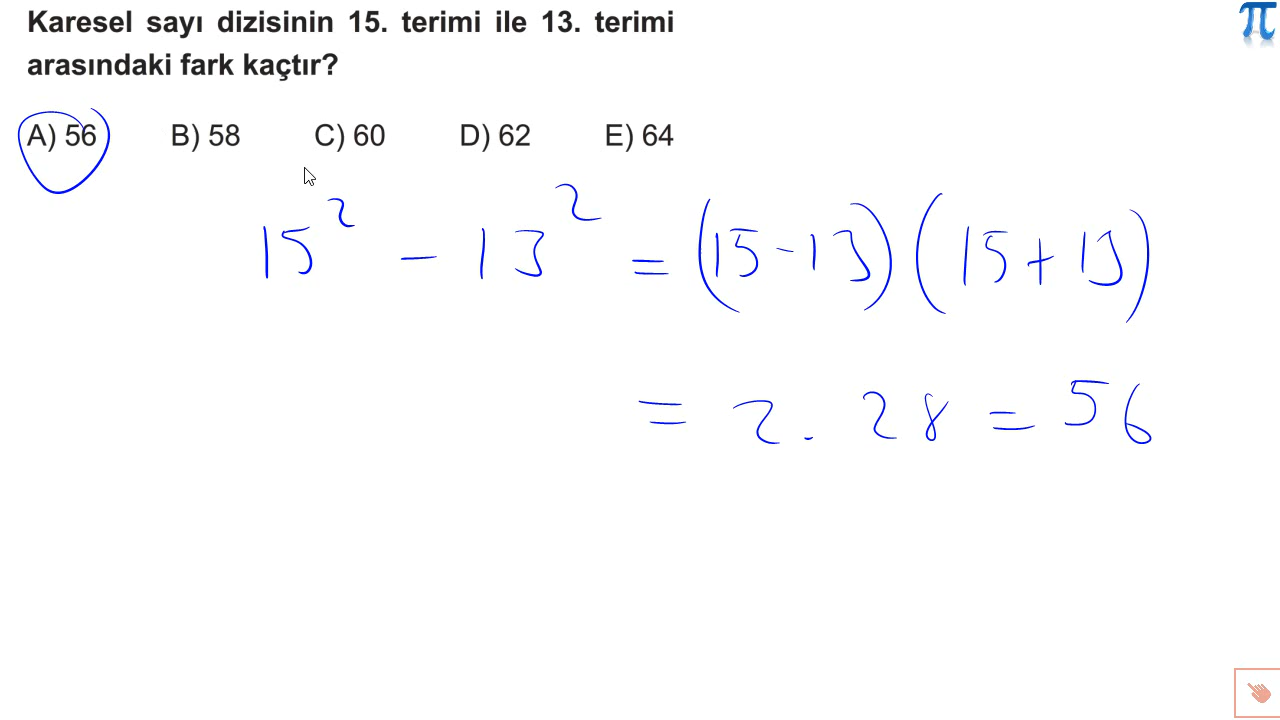 Karesel sayı dizisinin 15. terimi ile 13. terimi
arasındaki fark kaçtır?
A) 56 B) 58 C) 60 D) 62 E) 64
15² - 13² = (15-13) (15+13)
= 2 . 28 = 56